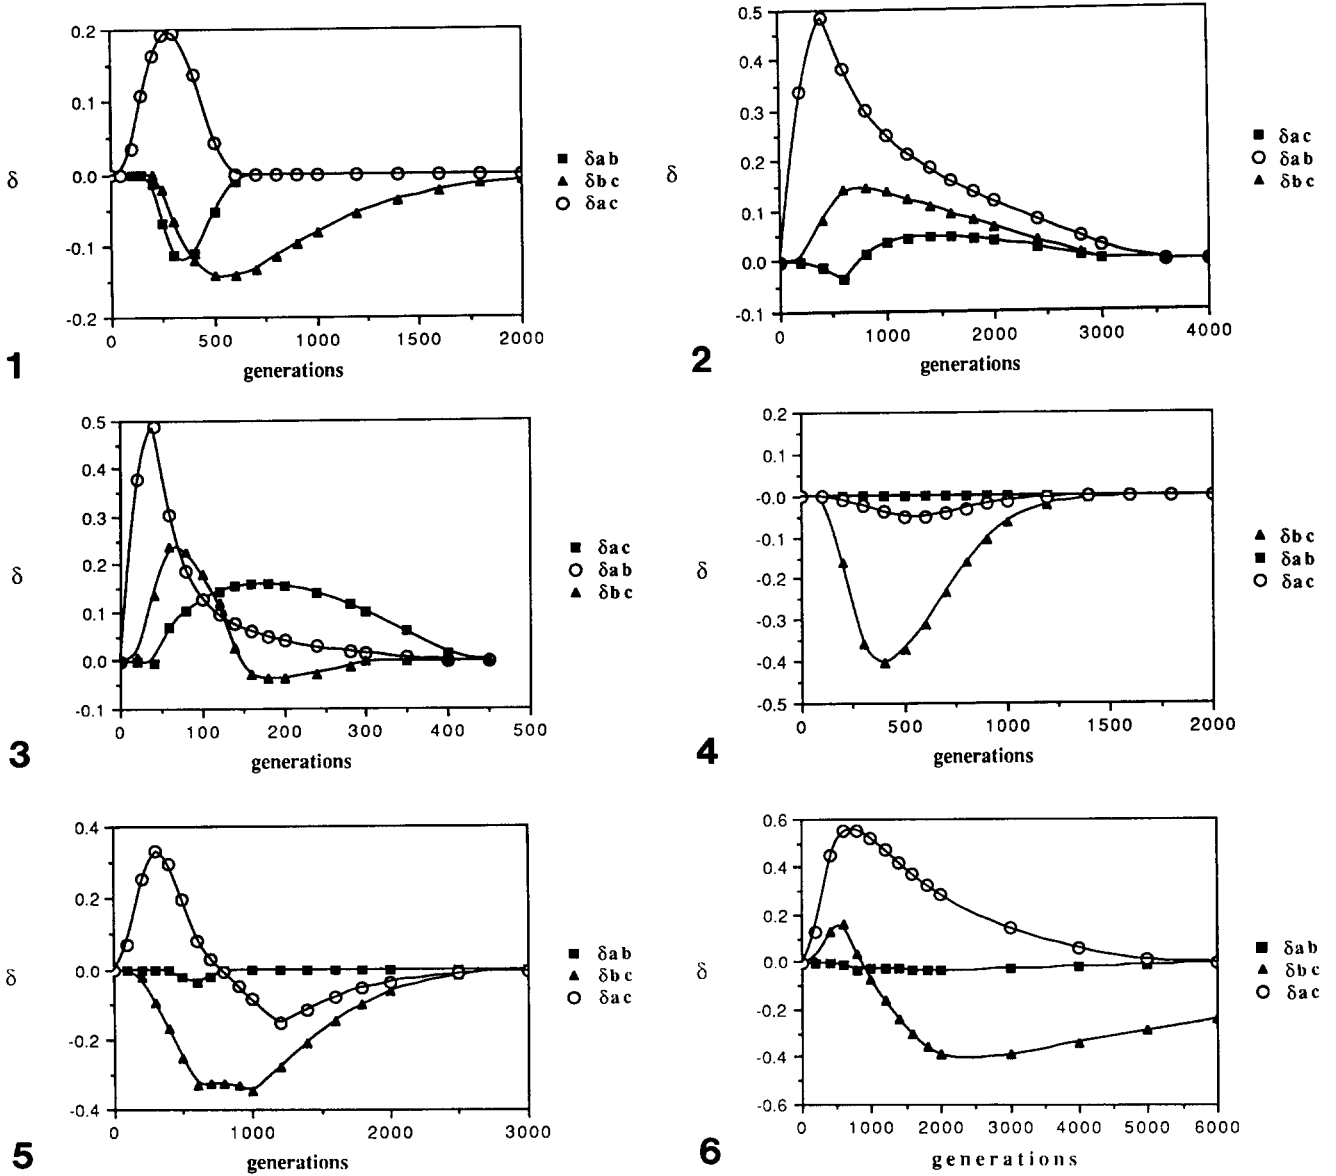 0.2
0.1
0.0
-0.1
-0.2
δ
0 500 1000 1500 2000
generations
δab
δbc
δac
1
0.5
0.4
0.3
0.2
0.1
0.0
-0.1
δ
0 1000 2000 3000 4000
generations
δac
δab
δbc
2
0.5
0.4
0.3
0.2
0.1
0.0
-0.1
δ
0 100 200 300 400 500
generations
δac
δab
δbc
3
0.2
0.1
-0.0
-0.1
-0.2
-0.3
-0.4
-0.5
δ
0 500 1000 1500 2000
generations
δbc
δab
δac
4
0.4
0.2
0.0
-0.2
-0.4
δ
0 1000 2000 3000
generations
δab
δbc
δac
5
0.6
0.4
0.2
0.0
-0.2
-0.4
-0.6
δ
0 1000 2000 3000 4000 5000 6000
generations
δab
δbc
δac
6